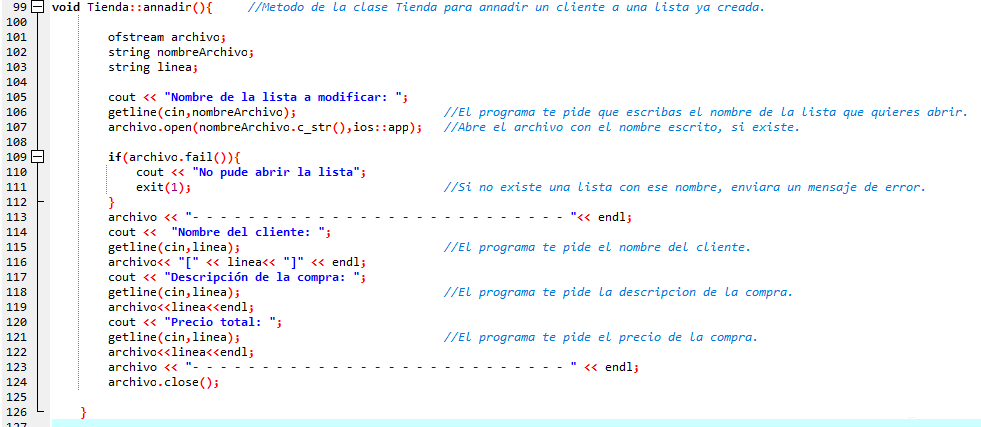 99 void Tienda::annadir(){ //Metodo de la clase Tienda para annadir un cliente a una lista ya creada.
100
101 ofstream archivo;
102 string nombreArchivo;
103 string linea;
104
105 cout << "Nombre de la lista a modificar: ";
106 getline(cin,nombreArchivo); //El programa te pide que escribas el nombre de la lista que quieres abrir.
107 archivo.open(nombreArchivo.c_str(),ios::app); //Abre el archivo con el nombre escrito, si existe.
108
109 if(archivo.fail()){
110 cout << "No pude abrir la lista";
111 exit(1); //Si no existe una lista con ese nombre, enviara un mensaje de error.
112 }
113 archivo << "- - - - - - - - - - - - - - - - - - - - - - - - - - - "<< endl;
114 cout << "Nombre del cliente: ";
115 getline(cin,linea); //El programa te pide el nombre del cliente.
116 archivo<< "[" << linea<< "]" << endl;
117 cout << "Descripción de la compra: ";
118 getline(cin,linea); //El programa te pide la descripcion de la compra.
119 archivo<<linea<<endl;
120 cout << "Precio total: ";
121 getline(cin,linea); //El programa te pide el precio de la compra.
122 archivo<<linea<<endl;
123 archivo << "- - - - - - - - - - - - - - - - - - - - - - - - - - - " << endl;
124 archivo.close();
125
126 }
127